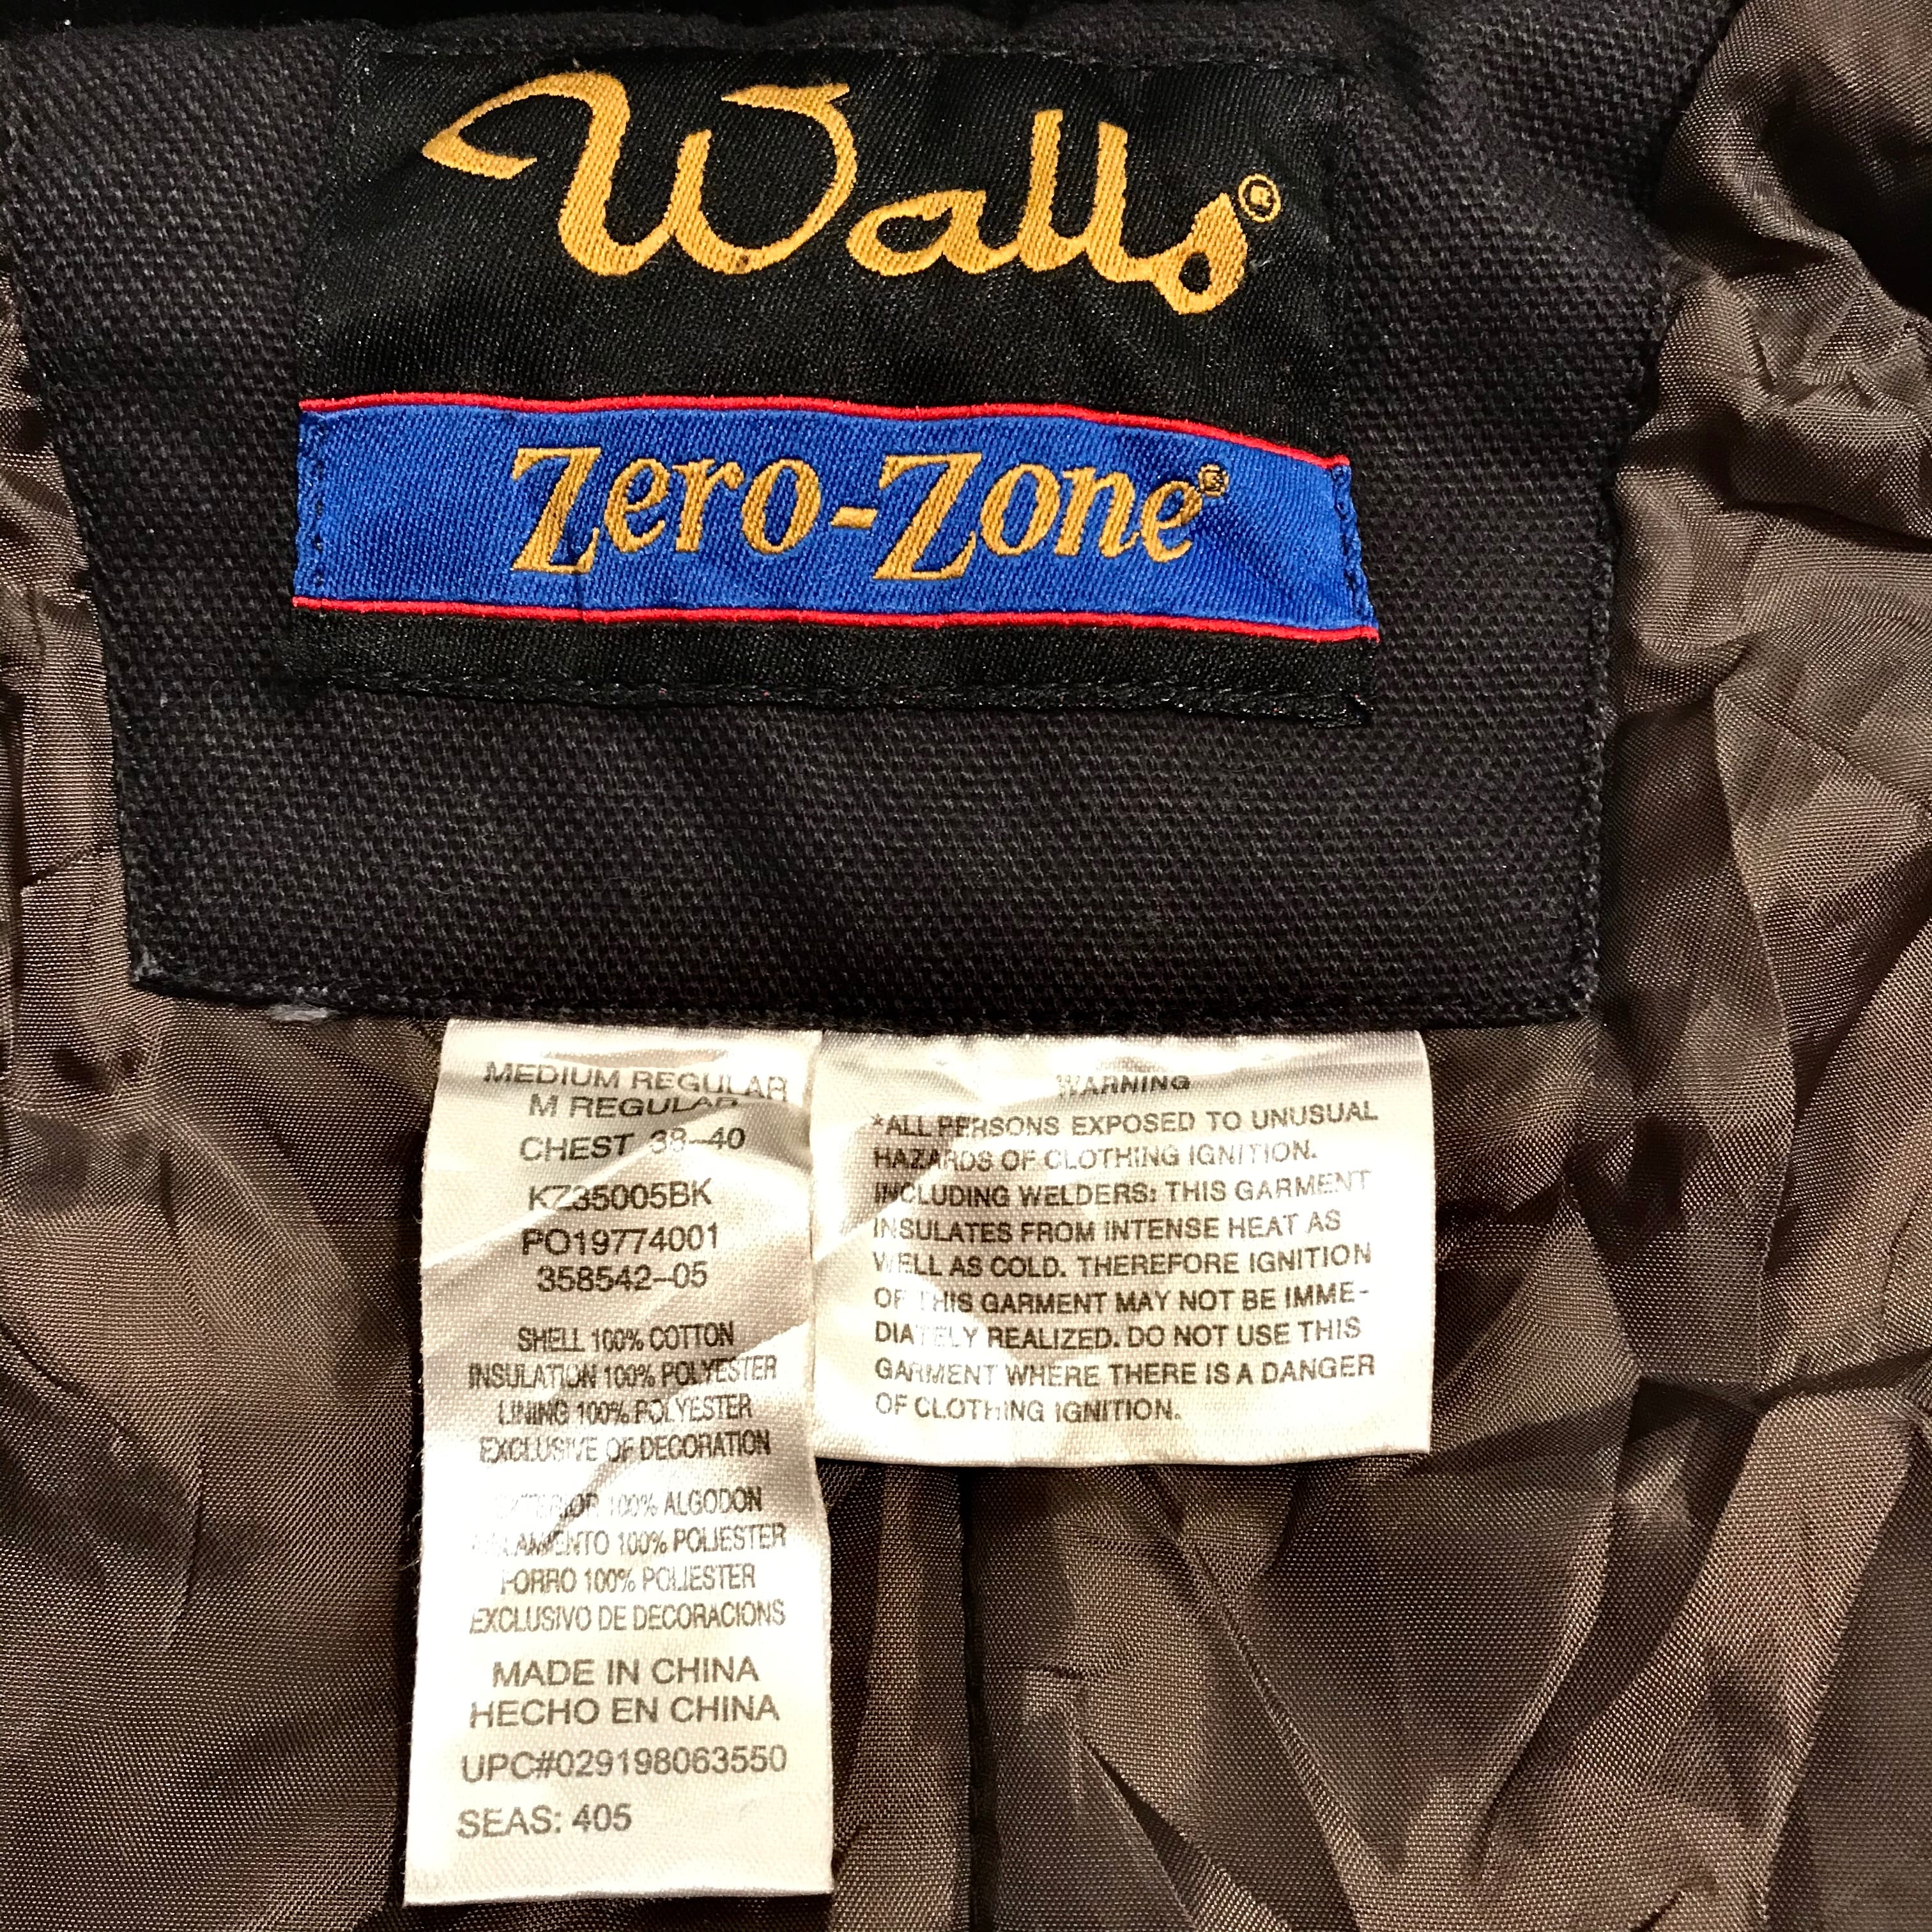 Walls®
Zero-Zone®
MEDIUM REGULAR
M REGULAR
CHEST 38-40
KZ35005BK
PO19774001
358542-05
SHELL 100% COTTON
INSULATION 100% POLYESTER
LINING 100% POLYESTER
EXCLUSIVE OF DECORATION
EXTERIOR 100% ALGODON
AISLAMIENTO 100% POLIESTER
FORRO 100% POLIESTER
EXCLUSIVO DE DECORACIONS
MADE IN CHINA
HECHO EN CHINA
UPC#029198063550
SEAS: 405
WARNING
*ALL PERSONS EXPOSED TO UNUSUAL
HAZARDS OF CLOTHING IGNITION.
INCLUDING WELDERS: THIS GARMENT
INSULATES FROM INTENSE HEAT AS
WELL AS COLD. THEREFORE IGNITION
OF THIS GARMENT MAY NOT BE IMME-
DIATELY REALIZED. DO NOT USE THIS
GARMENT WHERE THERE IS A DANGER
OF CLOTHING IGNITION.